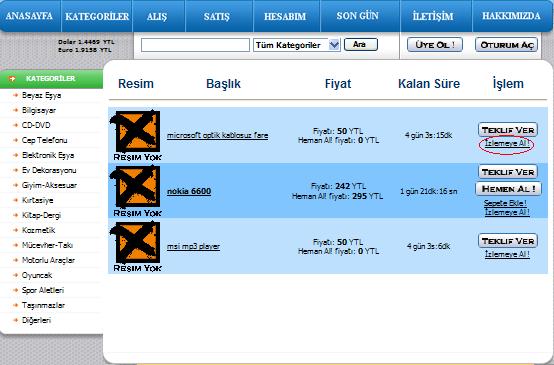 ANASAYFA KATEGORİLER ALIŞ SATIŞ HESABIM SON GÜN İLETİŞİM HAKKIMIZDA
Dolar 1.4469 YTL
Euro 1.9158 YTL
Tüm Kategoriler Ara ÜYE OL ! OTURUM AÇ
KATEGORİLER
Beyaz Eşya
Bilgisayar
CD-DVD
Cep Telefonu
Elektronik Eşya
Ev Dekorasyonu
Giyim-Aksesuar
Kırtasiye
Kitap-Dergi
Kozmetik
Mücevher-Takı
Motorlu Araçlar
Oyuncak
Spor Aletleri
Taşınmazlar
Diğerleri
Resim Başlık Fiyat Kalan Süre İşlem
RESİM YOK
microsoft optik kablosuz fare
Fiyatı: 50 YTL
Heman Al! fiyatı: 0 YTL
4 gün 3s:15dk
TEKLİF VER
İzlemeye Al !
RESİM YOK
nokia 6600
Fiyatı: 242 YTL
Heman Al! fiyatı: 295 YTL
1 gün 21dk:16 sn
TEKLİF VER
HEMEN AL !
Sepete Ekle !
İzlemeye Al !
RESİM YOK
msi mp3 player
Fiyatı: 50 YTL
Heman Al! fiyatı: 0 YTL
4 gün 3s:6dk
TEKLİF VER
İzlemeye Al !